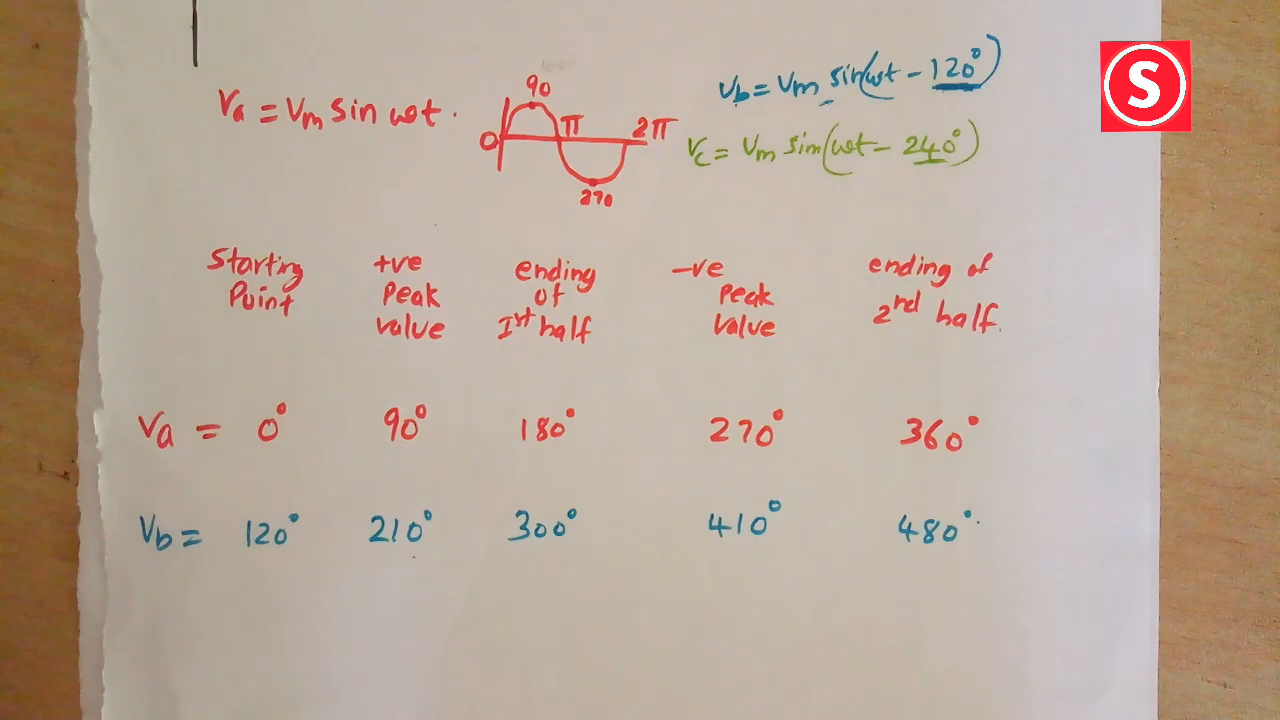 Va = Vm sin ωt.
90
0
π
2π
270
Vb = Vm sin(ωt - 120°)
Vc = Vm sin(ωt - 240°)
S
Starting
Point
+ve
Peak
value
ending
of
1st half
-ve
Peak
Value
ending of
2nd half.
Va = 0° 90° 180° 270° 360°
Vb = 120° 210° 300° 410° 480°.